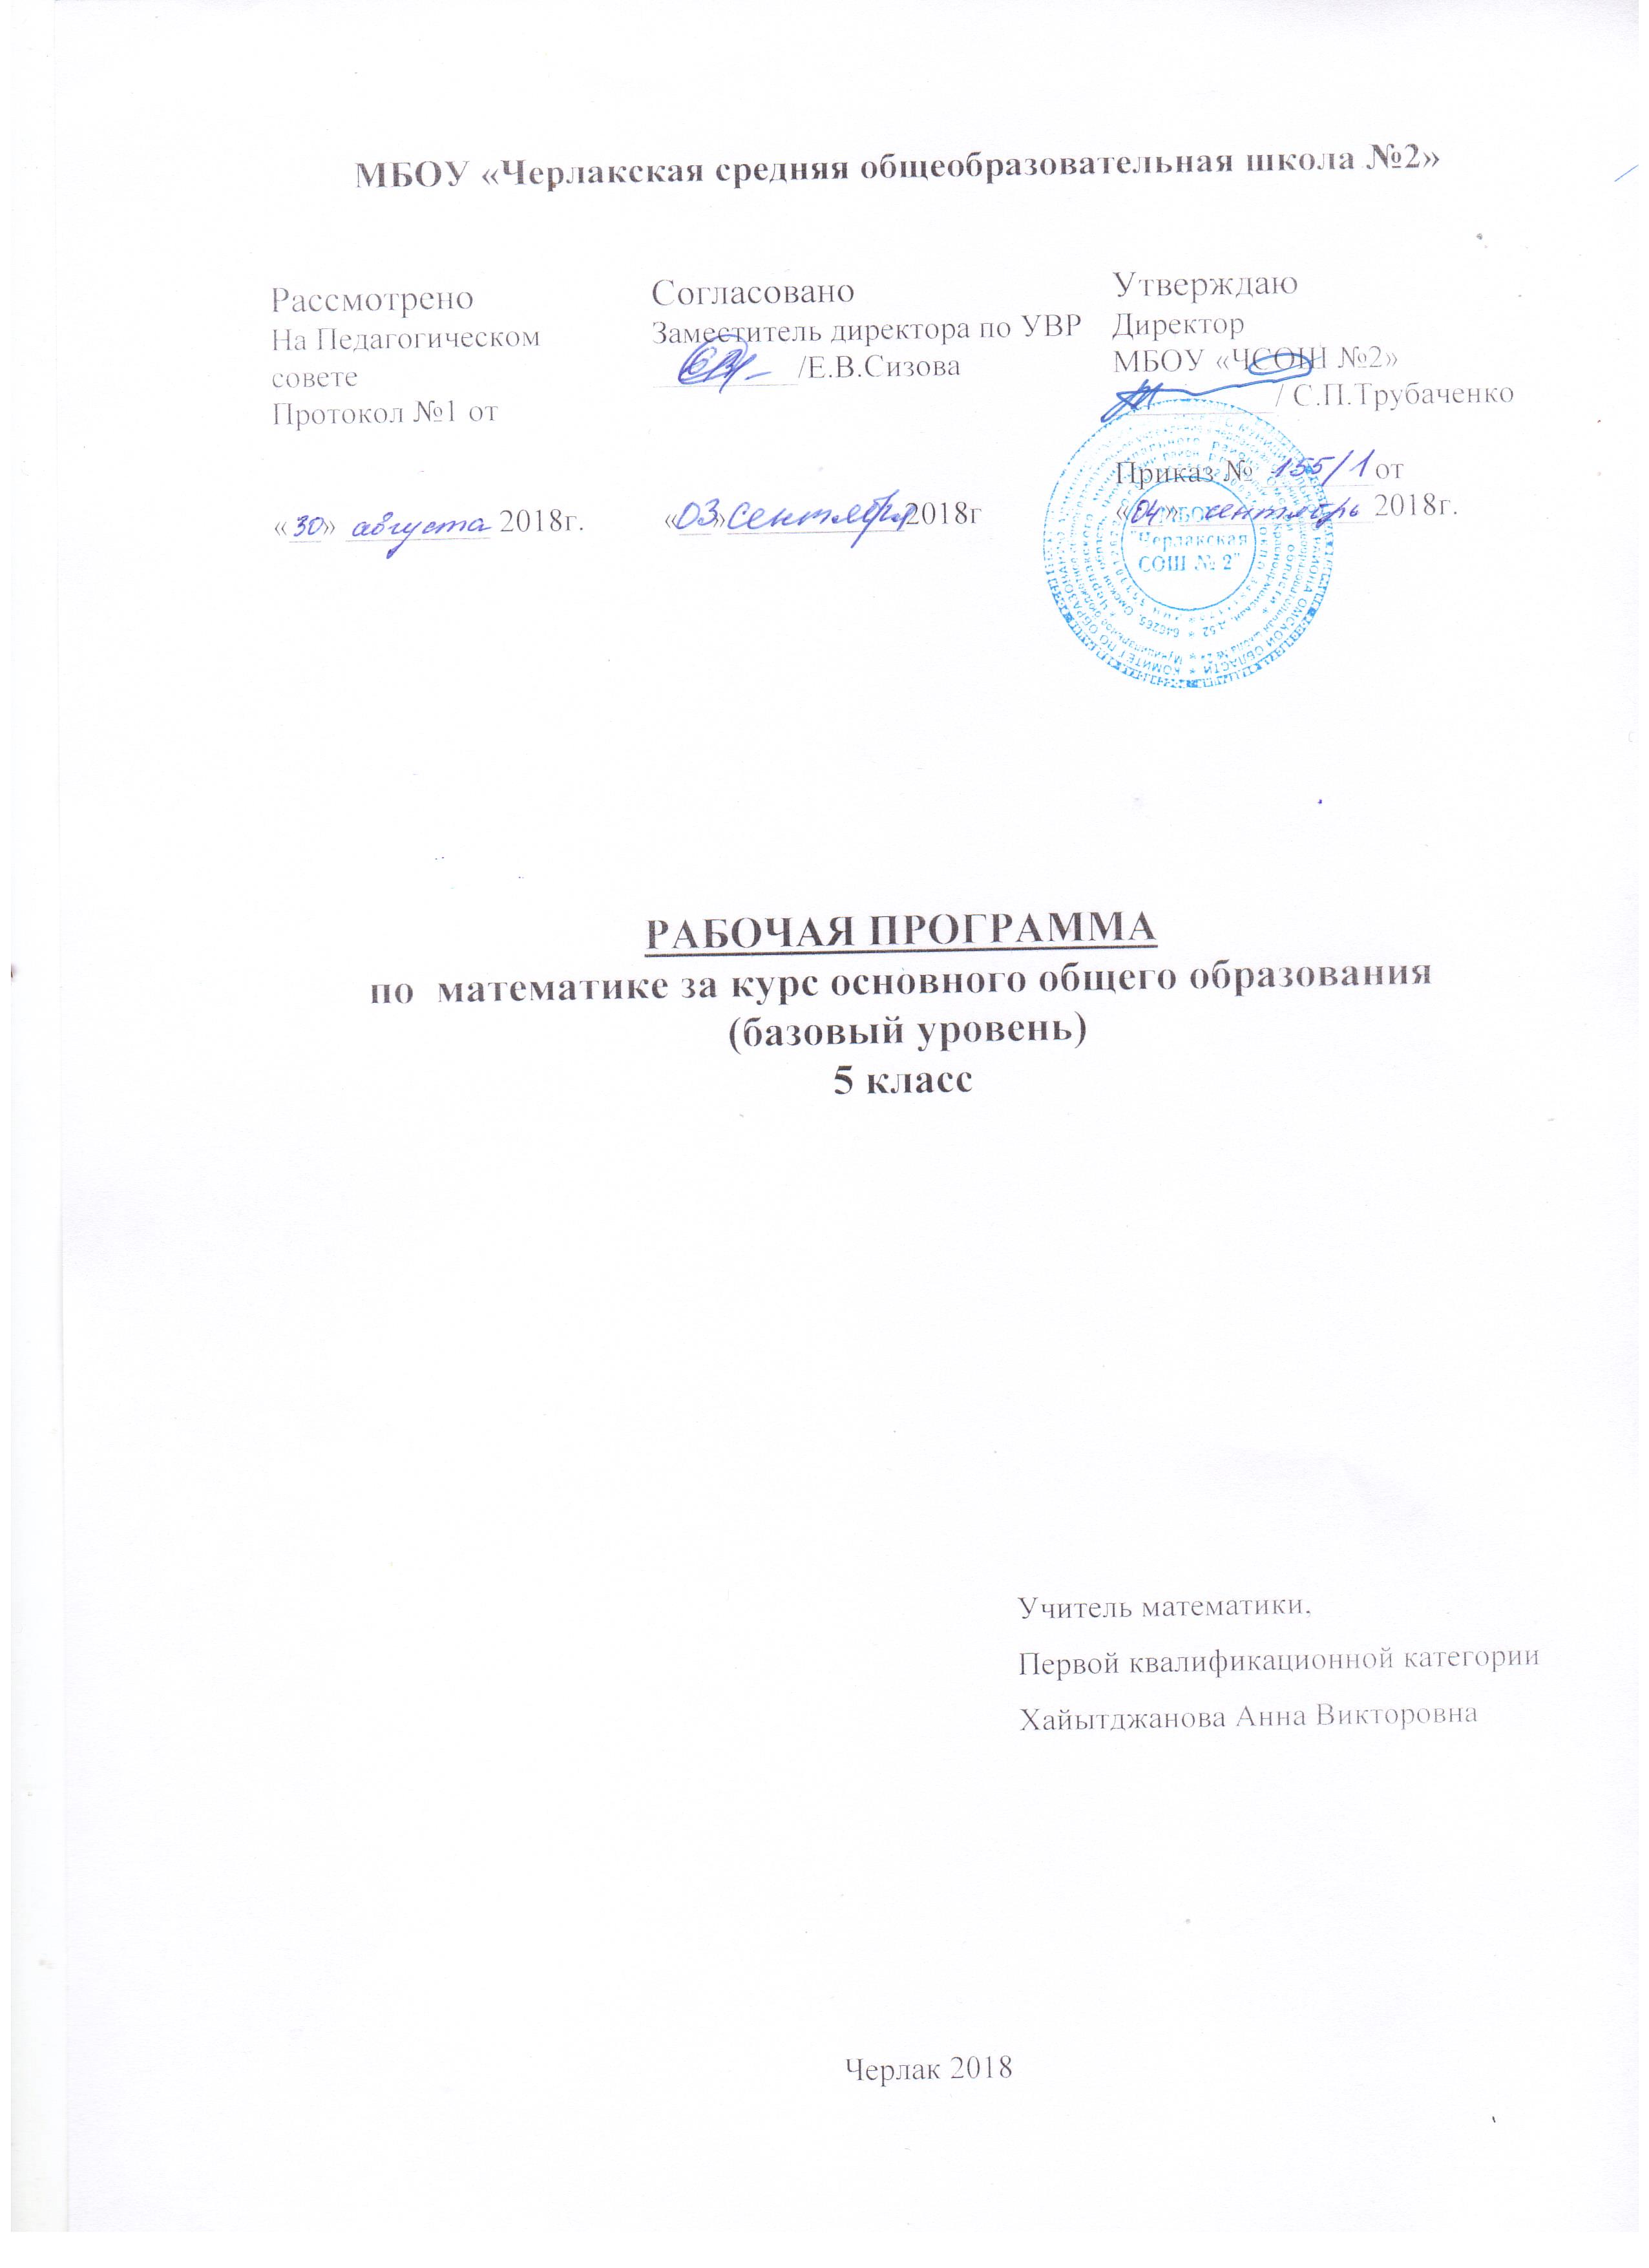 МБОУ «Черлакская средняя общеобразовательная школа №2»
Рассмотрено
На Педагогическом
совете
Протокол №1 от
«30» августа 2018г.
Согласовано
Заместитель директора по УВР
/Е.В.Сизова
«03» сентября 2018г
Утверждаю
Директор
МБОУ «ЧСОШ №2»
/ С.П.Трубаченко
Приказ № 155/1 от
«04» сентябрь 2018г.
"Черлакская
СОШ № 2"
РАБОЧАЯ ПРОГРАММА
по математике за курс основного общего образования
(базовый уровень)
5 класс
Учитель математики,
Первой квалификационной категории
Хайытджанова Анна Викторовна
Черлак 2018